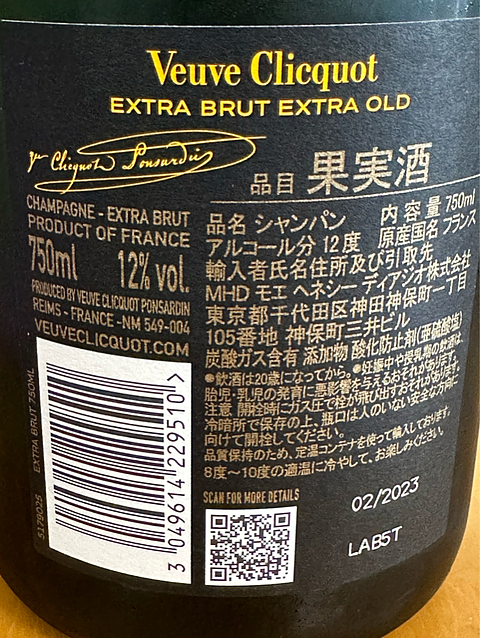 Veuve Clicquot
EXTRA BRUT EXTRA OLD
Vve Clicquot Ponsardin
CHAMPAGNE - EXTRA BRUT
PRODUCT OF FRANCE
750ml 12% vol.
PRODUCED BY VEUVE CLICQUOT PONSARDIN
REIMS - FRANCE - NM 549-004
VEUVECLICQUOT.COM
EXTRA BRUT 750ML
5179025
3 049614 229510 >
品目 果実酒
品名 シャンパン 内容量 750ml
アルコール分 12度 原産国名 フランス
輸入者氏名住所及び引取先
MHD モエ ヘネシー ディアジオ株式会社
東京都千代田区神田神保町一丁目
105番地 神保町三井ビル
炭酸ガス含有 添加物 酸化防止剤(亜硫酸塩)
●飲酒は20歳になってから。●妊娠中や授乳期の飲酒は、
胎児・乳児の発育に悪影響を与えるおそれがあります。
注意 開栓時にガス圧で栓が飛び出すおそれがあります。
冷暗所で保存の上、瓶口は人のいない安全な方向に
向けて開栓してください。
品質保持のため、定温コンテナを使って輸入しております。
8度〜10度の適温に冷やして、お楽しみください。
SCAN FOR MORE DETAILS
02/2023
LAB5T